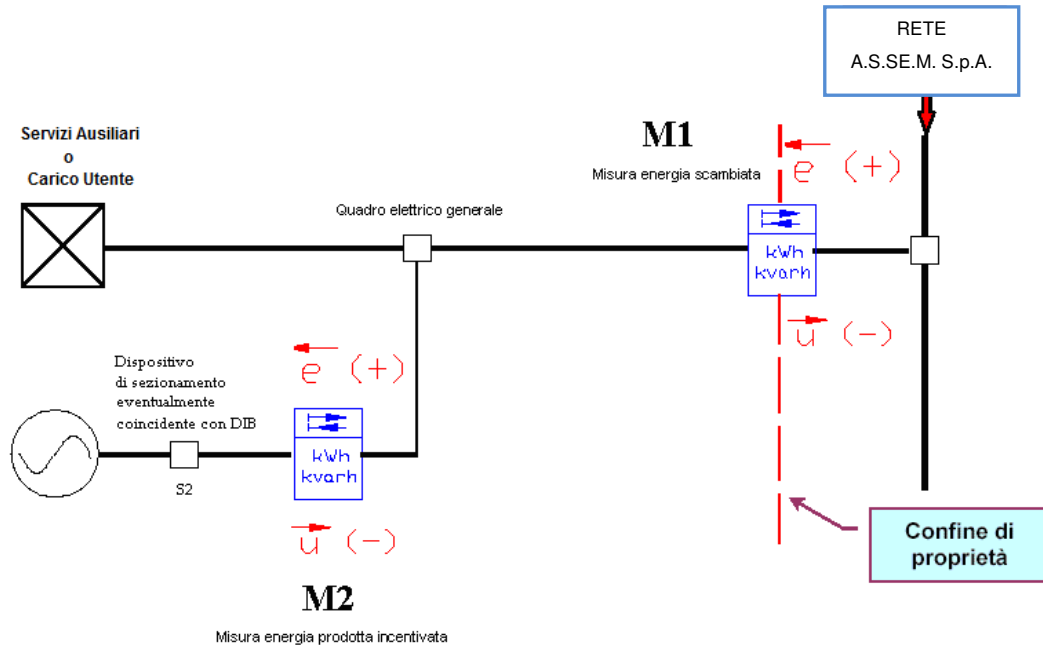 RETE
A.S.SE.M. S.p.A.
Servizi Ausiliari
o
Carico Utente
M1
Misura energia scambiata
e (+)
Quadro elettrico generale
kWh
kvarh
u (-)
Dispositivo
di sezionamento
eventualmente
coincidente con DIB
e (+)
kWh
kvarh
S2
u (-)
Confine di
proprietà
M2
Misura energia prodotta incentivata